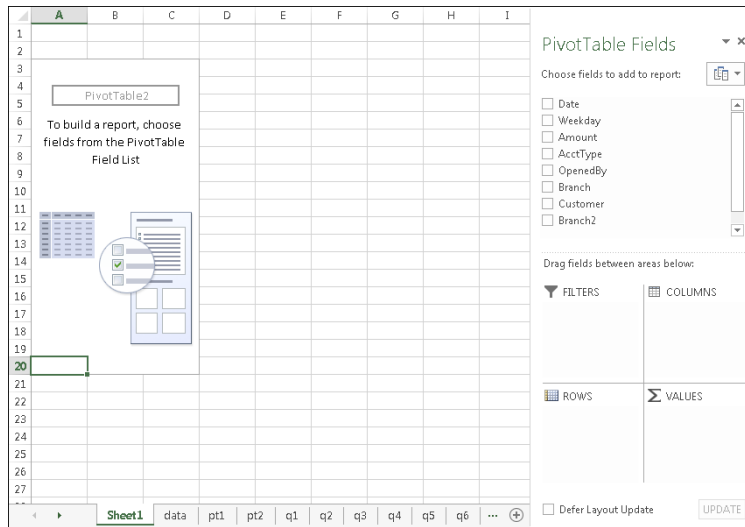 A B C D E F G H I
1
2
3
4
5
6
7
8
9
10
11
12
13
14
15
16
17
18
19
20
21
22
23
24
25
26
27
PivotTable2
To build a report, choose
fields from the PivotTable
Field List
Sheet1 data pt1 pt2 q1 q2 q3 q4 q5 q6 ...
PivotTable Fields
Choose fields to add to report:
Date
Weekday
Amount
AcctType
OpenedBy
Branch
Customer
Branch2
Drag fields between areas below:
FILTERS
COLUMNS
ROWS
Σ VALUES
Defer Layout Update
UPDATE